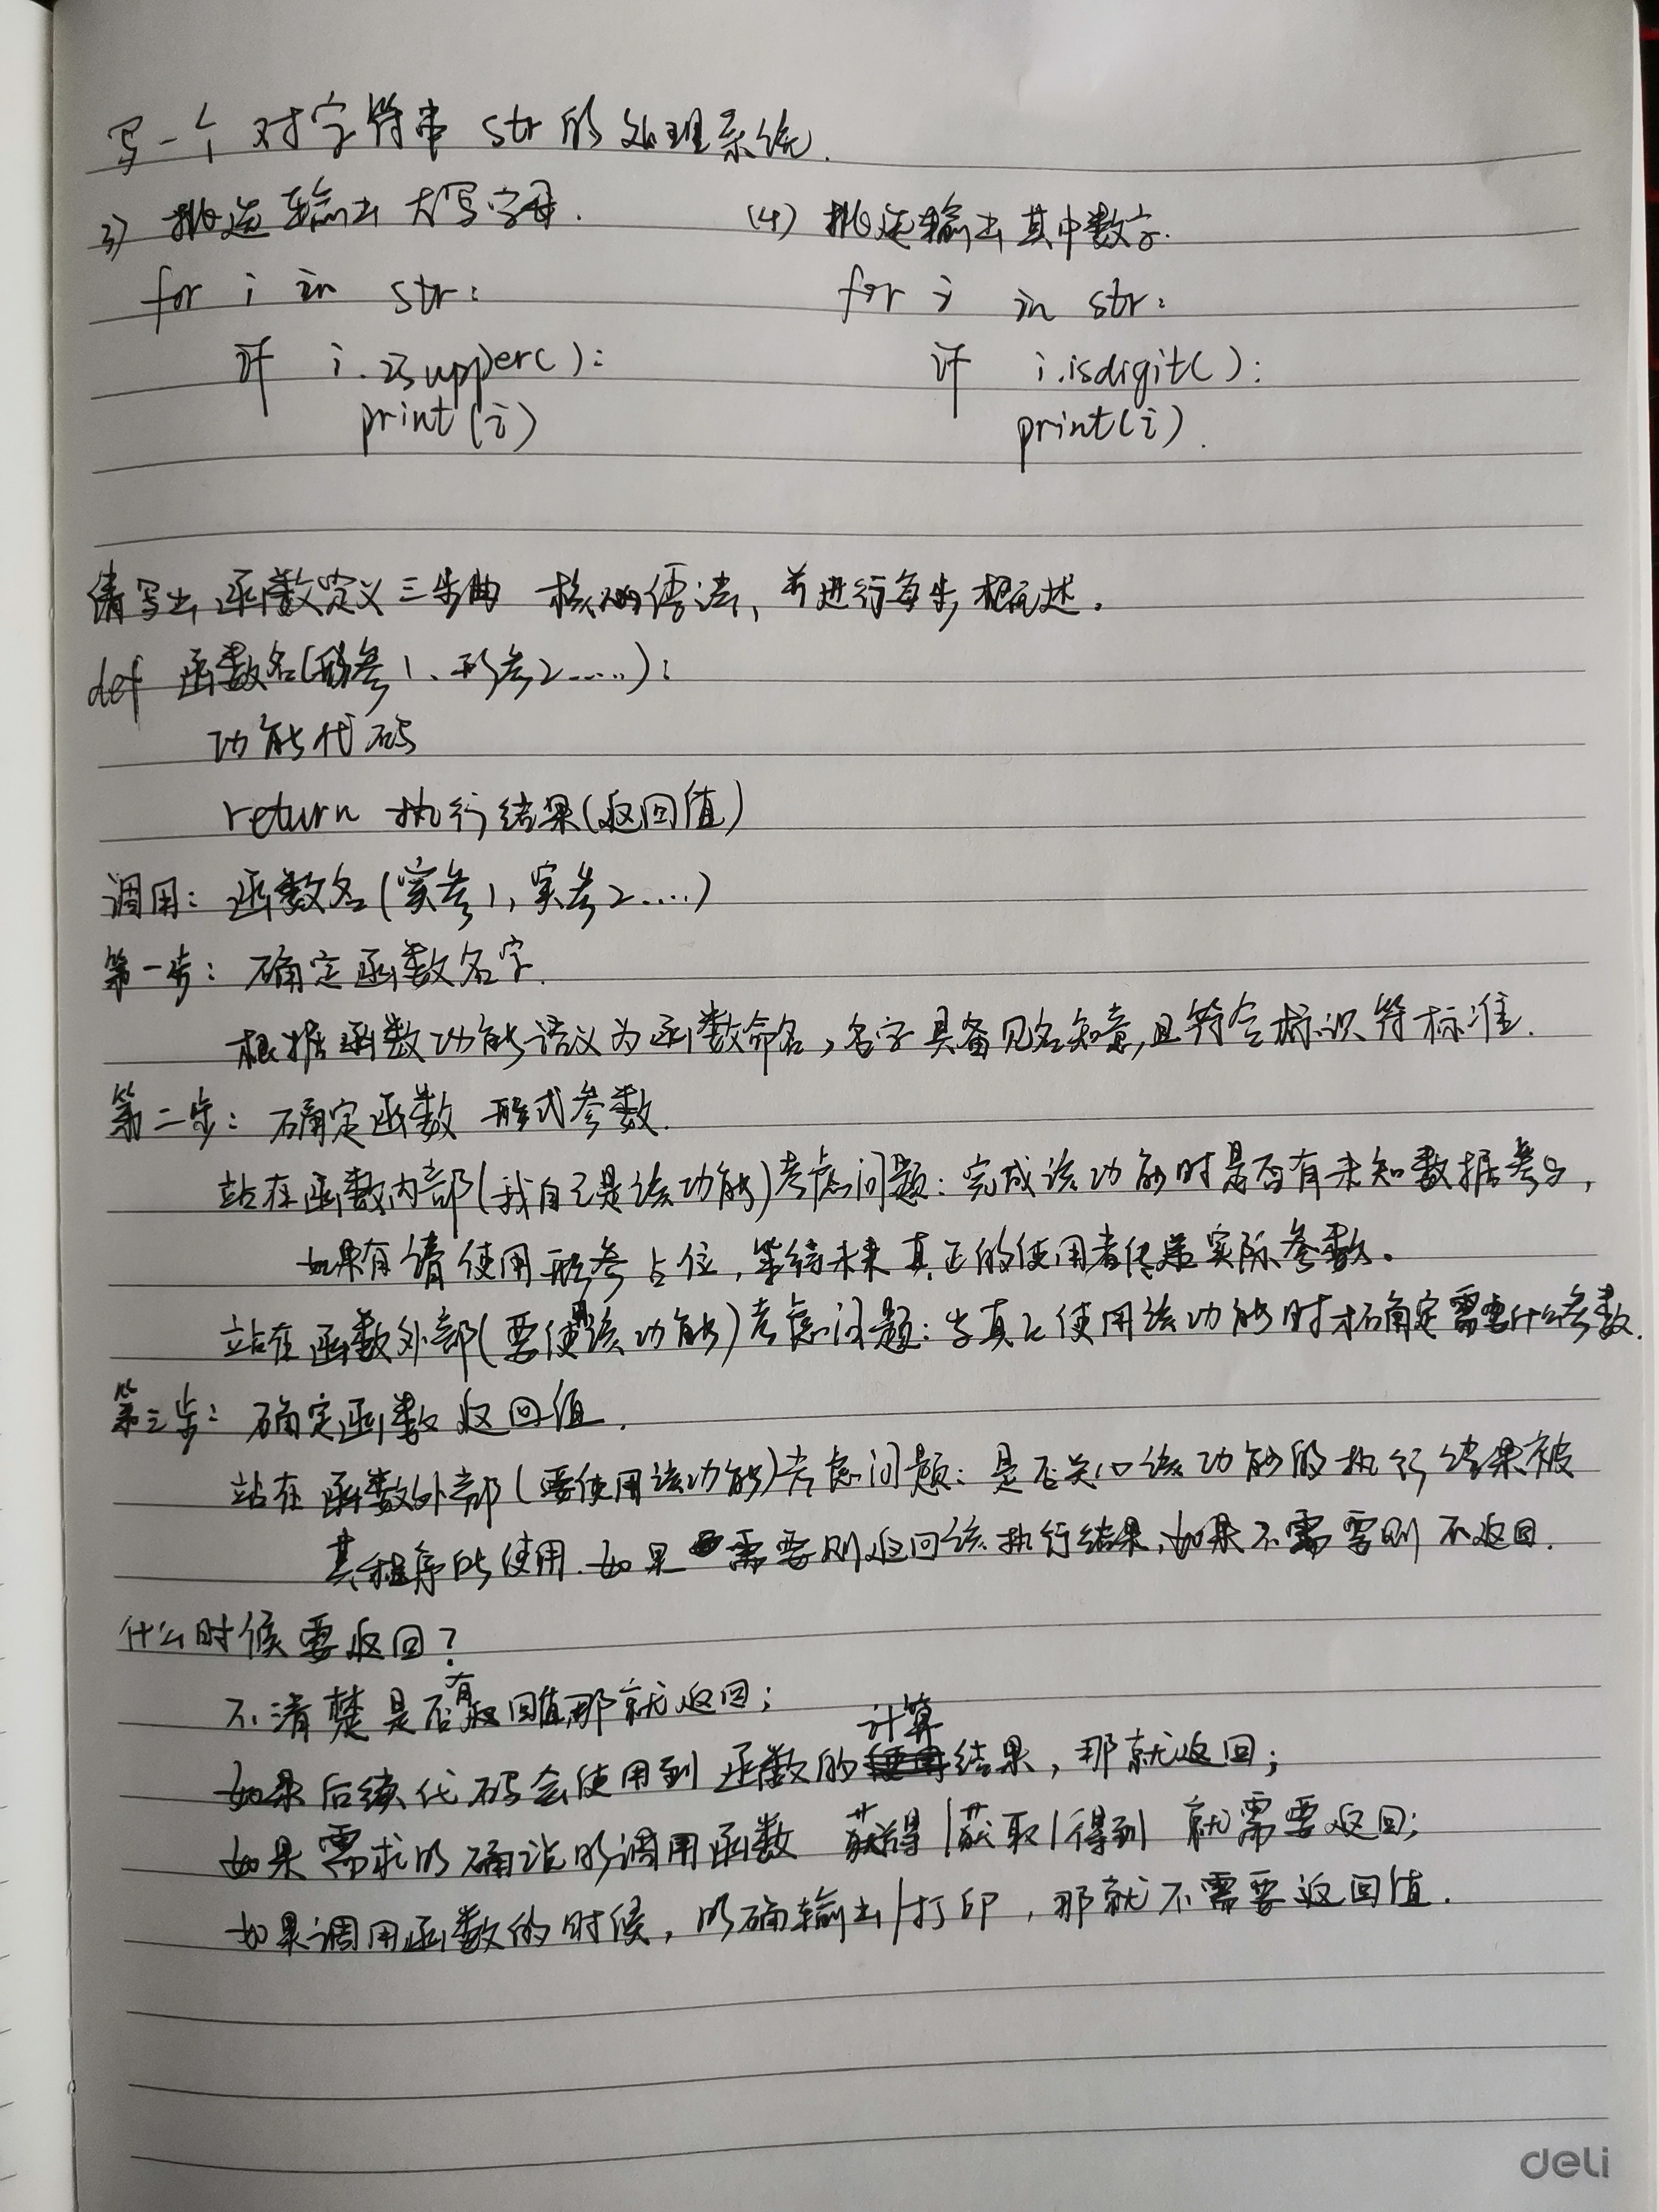 写一个对字符串 str 的处理系统.
3) 挑选输出大写字母. (4) 挑选输出其中数字.
for i in str: for i in str:
if i.isupper(): if i.isdigit():
print(i) print(i).
请写出函数定义三步曲 核心语法, 并进行每步概述.
def 函数名(形参1、形参2.....):
功能代码
return 执行结果(返回值)
调用: 函数名(实参1, 实参2....)
第一步: 确定函数名字.
根据函数功能语义为函数命名, 名字具备见名知意, 且符合标识符标准.
第二步: 确定函数 形式参数.
站在函数内部(我自己是该功能)考虑问题: 完成该功能时是否有未知数据参与,
如果有请使用形参占位, 等待未来真正的使用者传递实际参数.
站在函数外部(要使用该功能)考虑问题: 当真正使用该功能时才确定需要什么参数.
第三步: 确定函数返回值.
站在函数外部(要使用该功能)考虑问题: 是否关心该功能的执行结果被
其程序所使用. 如果需要则返回该执行结果, 如果不需要则不返回.
什么时候要返回?
不清楚是否有返回值, 那就返回;
如果后续代码会使用到函数的计算结果, 那就返回;
如果需求明确说明调用函数 获得|获取|得到 就需要返回;
如果调用函数的时候, 明确输出/打印, 那就不需要返回值.
deli